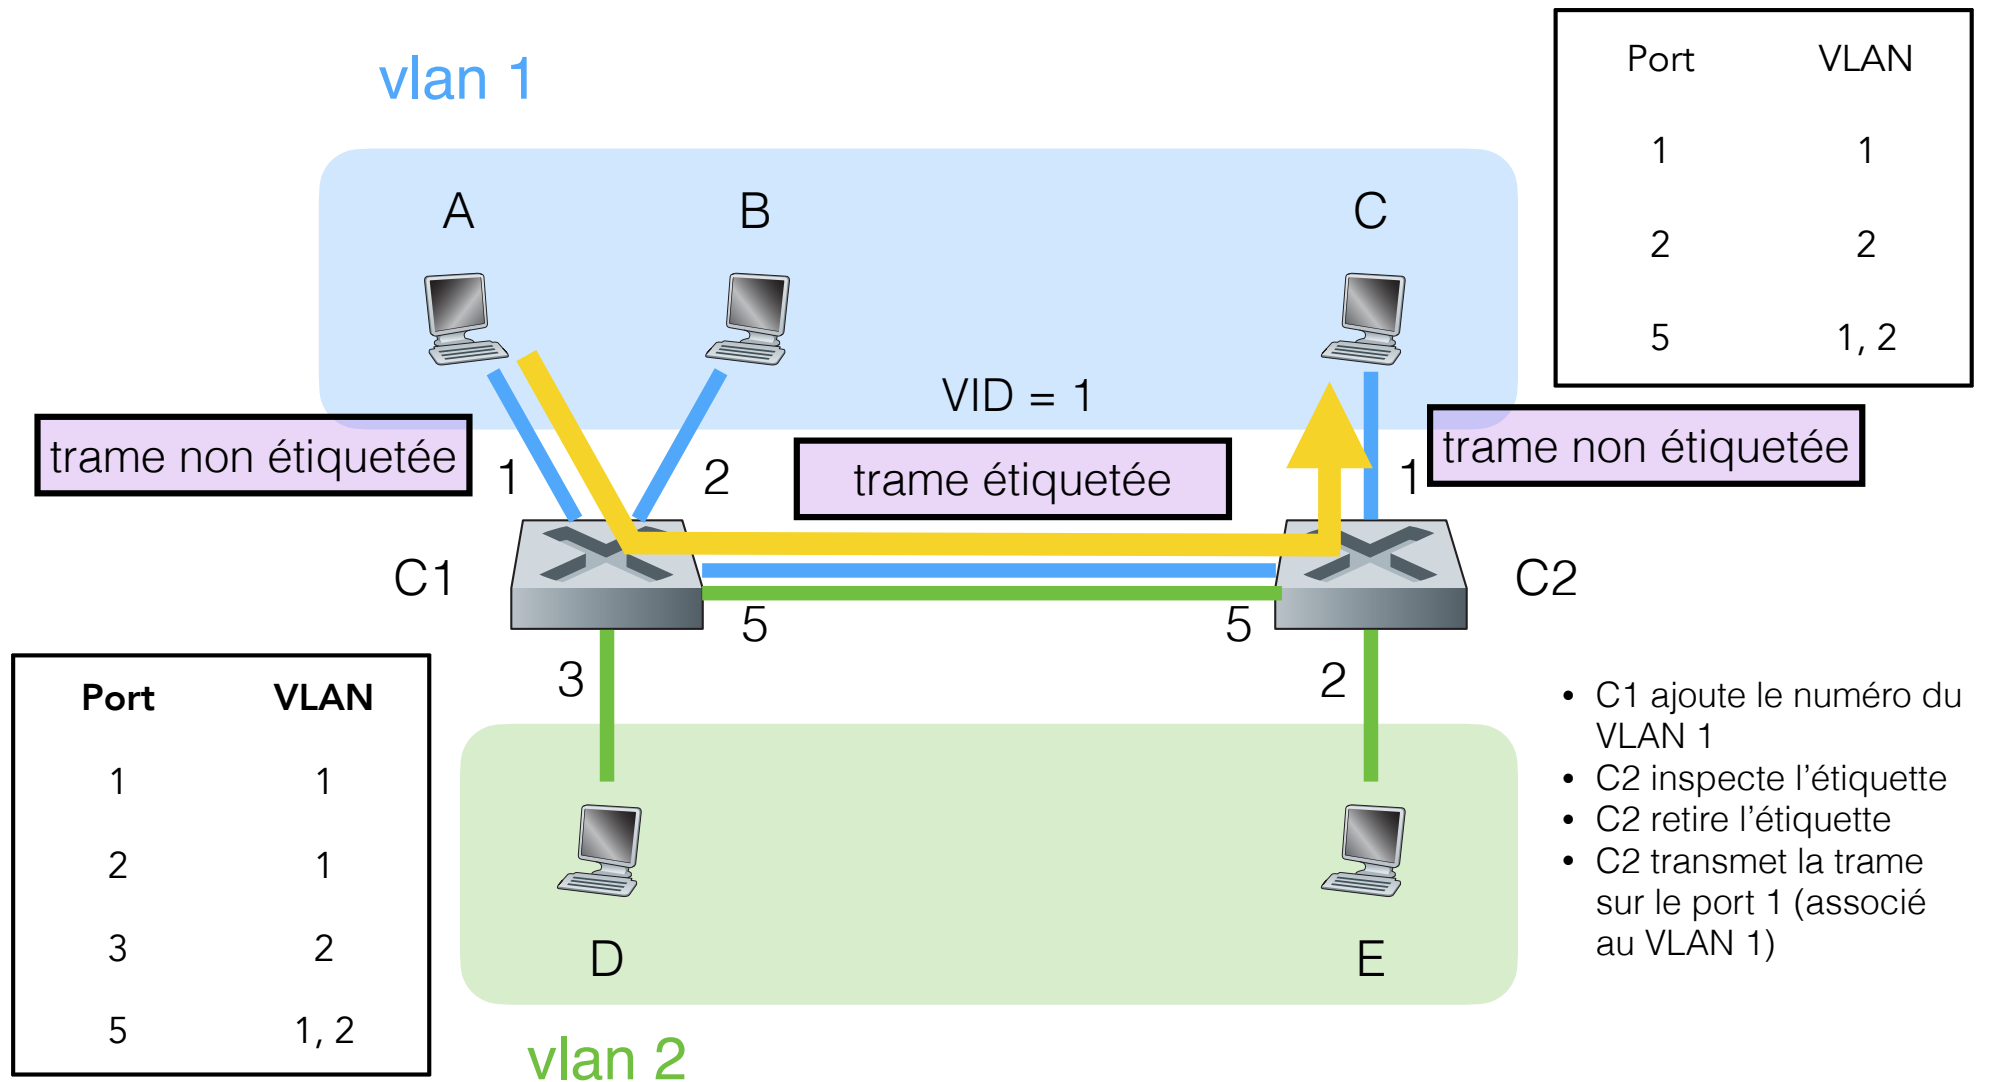 vlan 1
Port VLAN
1 1
2 2
5 1, 2
A B C
VID = 1
trame non étiquetée
trame étiquetée
trame non étiquetée
1 2 1
C1 C2
5 5
3 2
Port VLAN
1 1
2 1
3 2
5 1, 2
• C1 ajoute le numéro du
VLAN 1
• C2 inspecte l’étiquette
• C2 retire l’étiquette
• C2 transmet la trame
sur le port 1 (associé
au VLAN 1)
D E
vlan 2